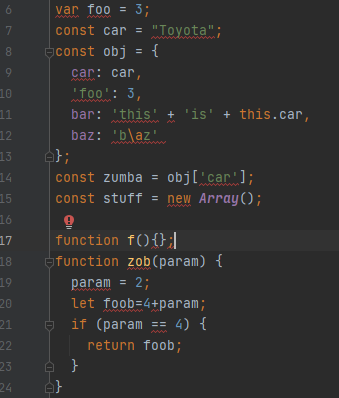 6 var foo = 3;
7 const car = "Toyota";
8 const obj = {
9   car: car,
10   'foo': 3,
11   bar: 'this' + 'is' + this.car,
12   baz: 'b\az'
13 };
14 const zumba = obj['car'];
15 const stuff = new Array();
16
17 function f(){};
18 function zob(param) {
19   param = 2;
20   let foob=4+param;
21   if (param == 4) {
22     return foob;
23   }
24 }